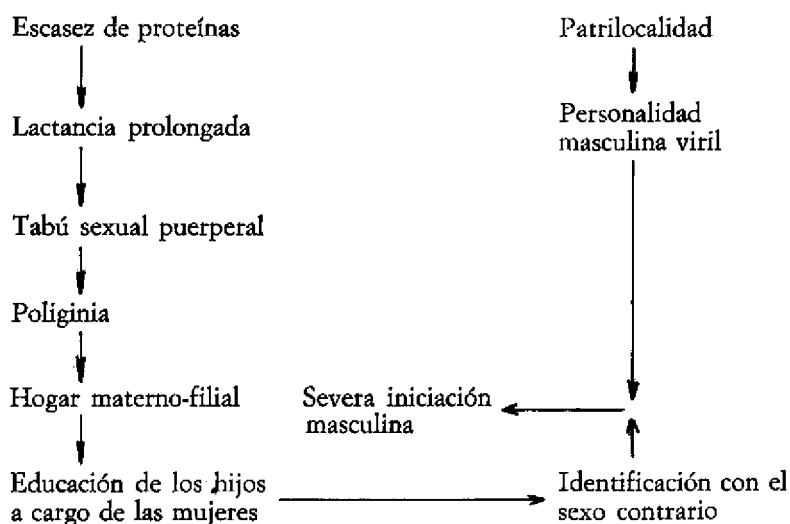 Escasez de proteínas
Lactancia prolongada
Tabú sexual puerperal
Poliginia
Hogar materno-filial
Educación de los hijos
a cargo de las mujeres
Patrilocalidad
Personalidad
masculina viril
Severa iniciación
masculina
Identificación con el
sexo contrario